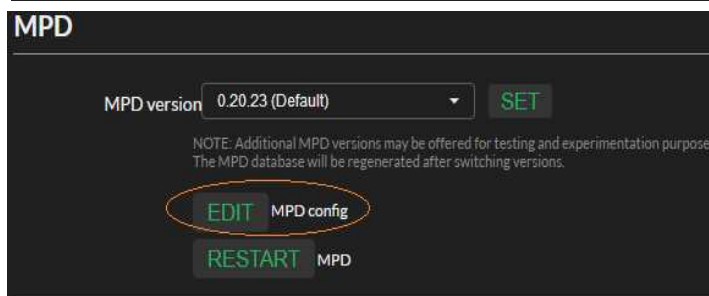 MPD
MPD version 0.20.23 (Default) SET
NOTE: Additional MPD versions may be offered for testing and experimentation purpose
The MPD database will be regenerated after switching versions.
EDIT MPD config
RESTART MPD